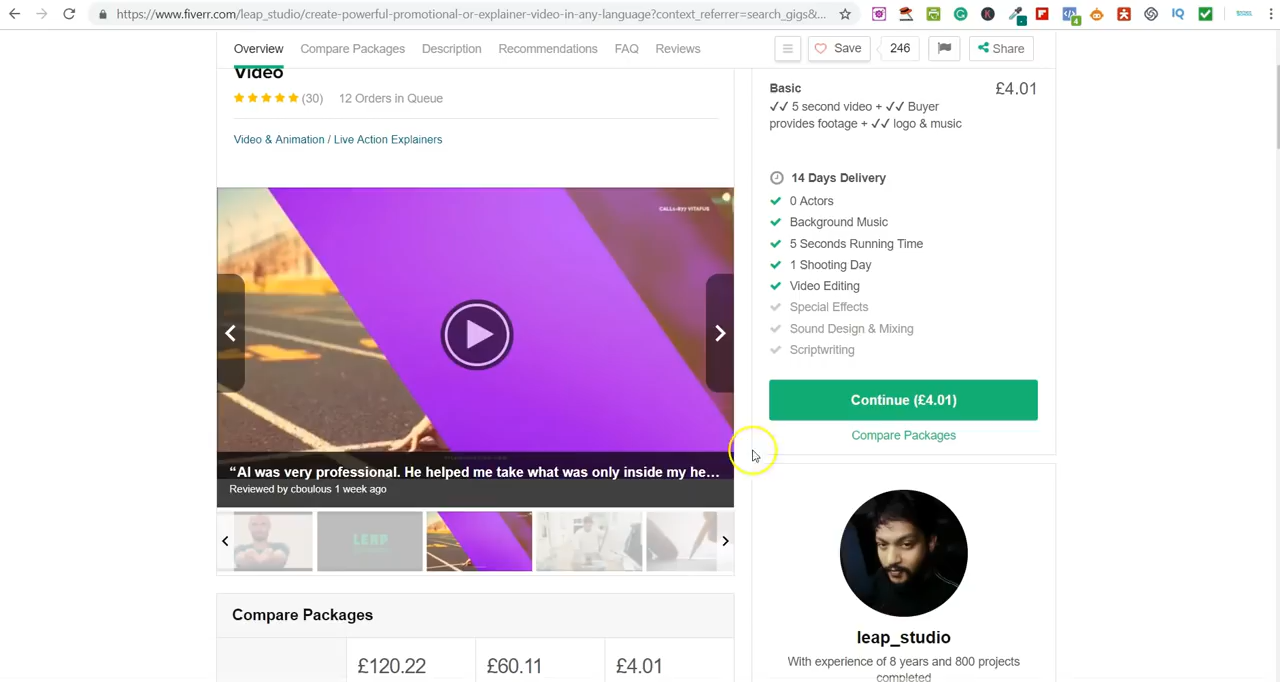 https://www.fiverr.com/leap_studio/create-powerful-promotional-or-explainer-video-in-any-language?context_referrer=search_gigs&...
Overview
Compare Packages
Description
Recommendations
FAQ
Reviews
Save
246
Share
Video
(30)
12 Orders in Queue
Video & Animation / Live Action Explainers
“Al was very professional. He helped me take what was only inside my he…
Reviewed by cboulous 1 week ago
LEAP
Compare Packages
£120.22
£60.11
£4.01
Basic
£4.01
✓✓ 5 second video + ✓✓ Buyer
provides footage + ✓✓ logo & music
14 Days Delivery
0 Actors
Background Music
5 Seconds Running Time
1 Shooting Day
Video Editing
Special Effects
Sound Design & Mixing
Scriptwriting
Continue (£4.01)
Compare Packages
leap_studio
With experience of 8 years and 800 projects
completed